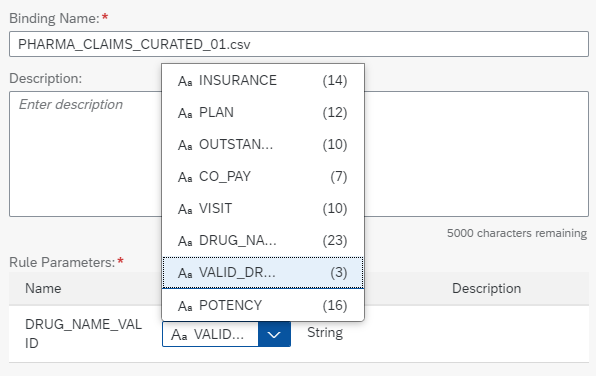 Binding Name:*
PHARMA_CLAIMS_CURATED_01.csv
Description:
Enter description
Aa INSURANCE (14)
Aa PLAN (12)
Aa OUTSTAN... (10)
Aa CO_PAY (7)
Aa VISIT (10)
Aa DRUG_NA... (23)
Aa VALID_DR... (3)
Aa POTENCY (16)
5000 characters remaining
Rule Parameters:*
Name Description
DRUG_NAME_VAL
ID
Aa VALID... String